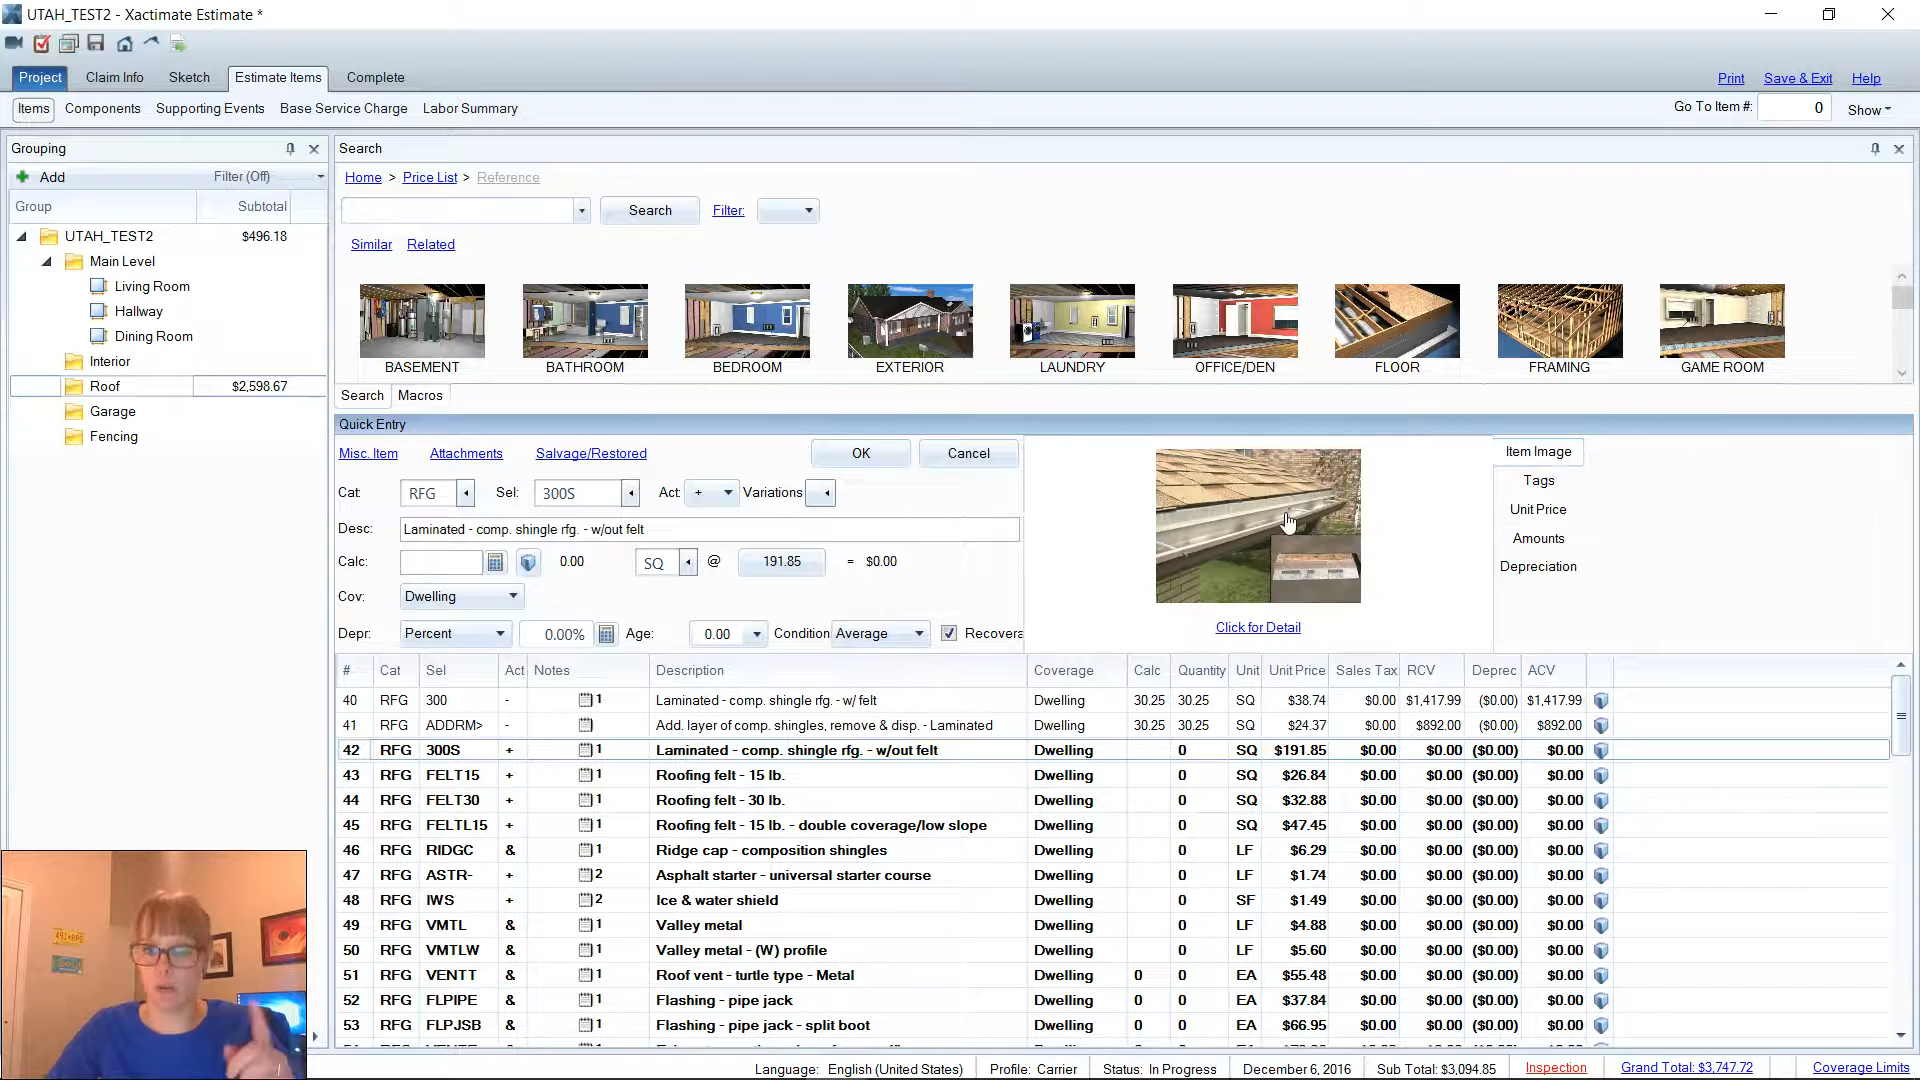 UTAH_TEST2 - Xactimate Estimate *
Project Claim Info Sketch Estimate Items Complete
Print Save & Exit Help
Items Components Supporting Events Base Service Charge Labor Summary
Go To Item #: 0 Show
Grouping
Add Filter (Off)
Group Subtotal
UTAH_TEST2 $496.18
Main Level
Living Room
Hallway
Dining Room
Interior
Roof $2,598.67
Garage
Fencing
Search
Home > Price List > Reference
Search Filter:
Similar Related
BASEMENT BATHROOM BEDROOM EXTERIOR LAUNDRY OFFICE/DEN FLOOR FRAMING GAME ROOM
Search Macros
Quick Entry
Misc. Item Attachments Salvage/Restored OK Cancel
Cat: RFG Sel: 300S Act: + Variations
Desc: Laminated - comp. shingle rfg. - w/out felt
Calc: 0.00 SQ @ 191.85 = $0.00
Cov: Dwelling
Depr: Percent 0.00% Age: 0.00 Condition Average Recovera
Click for Detail
Item Image
Tags
Unit Price
Amounts
Depreciation
# Cat Sel Act Notes Description Coverage Calc Quantity Unit Unit Price Sales Tax RCV Deprec ACV
40 RFG 300 - 1 Laminated - comp. shingle rfg. - w/ felt Dwelling 30.25 30.25 SQ $38.74 $0.00 $1,417.99 ($0.00) $1,417.99
41 RFG ADDRM> - Add. layer of comp. shingles, remove & disp. - Laminated Dwelling 30.25 30.25 SQ $24.37 $0.00 $892.00 ($0.00) $892.00
42 RFG 300S + 1 Laminated - comp. shingle rfg. - w/out felt Dwelling 0 SQ $191.85 $0.00 $0.00 ($0.00) $0.00
43 RFG FELT15 + 1 Roofing felt - 15 lb. Dwelling 0 SQ $26.84 $0.00 $0.00 ($0.00) $0.00
44 RFG FELT30 + 1 Roofing felt - 30 lb. Dwelling 0 SQ $32.88 $0.00 $0.00 ($0.00) $0.00
45 RFG FELTL15 + 1 Roofing felt - 15 lb. - double coverage/low slope Dwelling 0 SQ $47.45 $0.00 $0.00 ($0.00) $0.00
46 RFG RIDGC & 1 Ridge cap - composition shingles Dwelling 0 LF $6.29 $0.00 $0.00 ($0.00) $0.00
47 RFG ASTR- + 2 Asphalt starter - universal starter course Dwelling 0 LF $1.74 $0.00 $0.00 ($0.00) $0.00
48 RFG IWS + 2 Ice & water shield Dwelling 0 SF $1.49 $0.00 $0.00 ($0.00) $0.00
49 RFG VMTL & 1 Valley metal Dwelling 0 LF $4.88 $0.00 $0.00 ($0.00) $0.00
50 RFG VMTLW & 1 Valley metal - (W) profile Dwelling 0 LF $5.60 $0.00 $0.00 ($0.00) $0.00
51 RFG VENTT & 1 Roof vent - turtle type - Metal Dwelling 0 0 EA $55.48 $0.00 $0.00 ($0.00) $0.00
52 RFG FLPIPE & 1 Flashing - pipe jack Dwelling 0 0 EA $37.84 $0.00 $0.00 ($0.00) $0.00
53 RFG FLPJSB & 1 Flashing - pipe jack - split boot Dwelling 0 0 EA $66.95 $0.00 $0.00 ($0.00) $0.00
Language: English (United States) Profile: Carrier Status: In Progress December 6, 2016 Sub Total: $3,094.85 Inspection Grand Total: $3,747.72 Coverage Limits